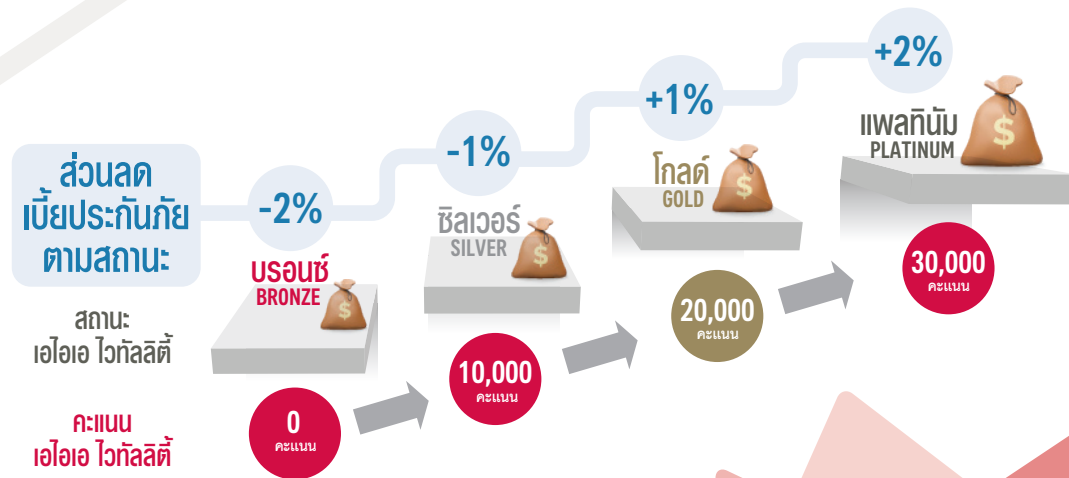 ส่วนลด
เบี้ยประกันภัย
ตามสถานะ
-2%
-1%
+1%
+2%
สถานะ
เอไอเอ ไวทัลลิตี้
บรอนซ์
BRONZE
$
ซิลเวอร์
SILVER
$
โกลด์
GOLD
$
แพลทินัม
PLATINUM
$
คะแนน
เอไอเอ ไวทัลลิตี้
0
คะแนน
10,000
คะแนน
20,000
คะแนน
30,000
คะแนน